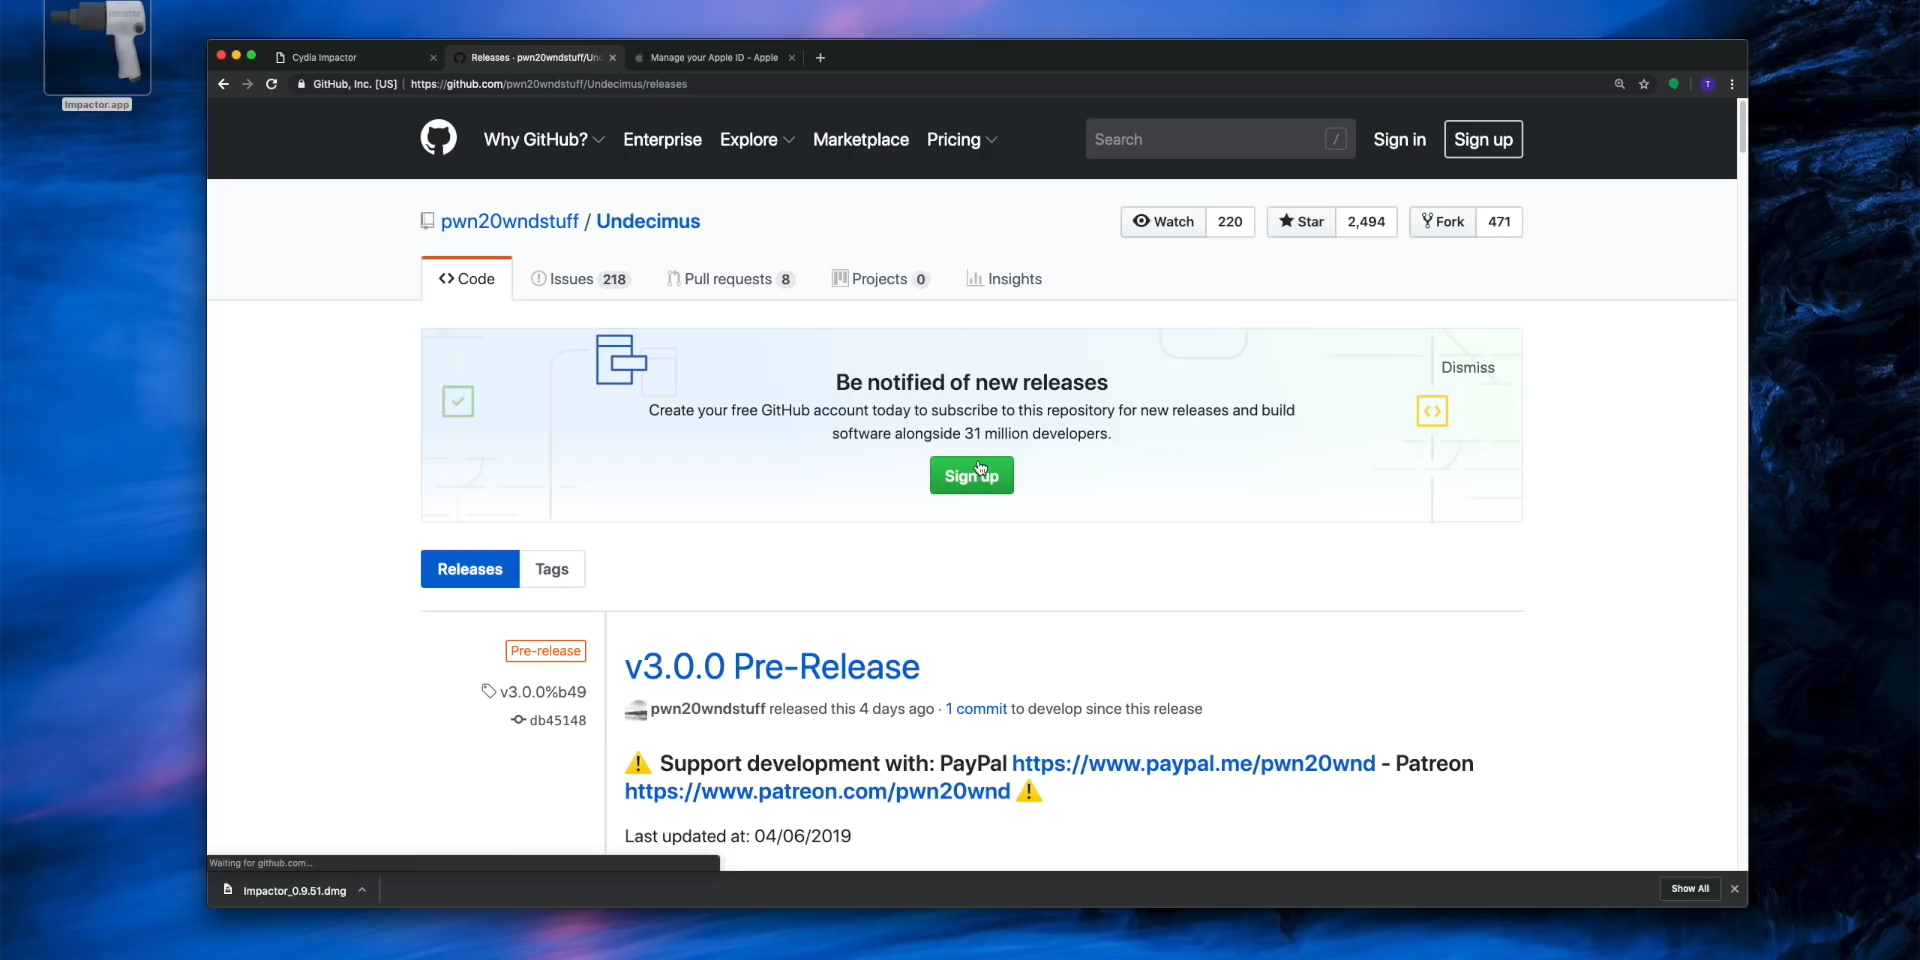 IMPACTOR
Impactor.app
Cydia Impactor
Releases · pwn20wndstuff/Und
Manage your Apple ID - Apple
GitHub, Inc. [US] | https://github.com/pwn20wndstuff/Undecimus/releases
T
Why GitHub? Enterprise Explore Marketplace Pricing
Search /
Sign in
Sign up
pwn20wndstuff / Undecimus
Watch 220
Star 2,494
Fork 471
<> Code
Issues 218
Pull requests 8
Projects 0
Insights
Dismiss
Be notified of new releases
Create your free GitHub account today to subscribe to this repository for new releases and build
software alongside 31 million developers.
Sign up
Releases
Tags
Pre-release
v3.0.0%b49
db45148
v3.0.0 Pre-Release
pwn20wndstuff released this 4 days ago · 1 commit to develop since this release
⚠ Support development with: PayPal https://www.paypal.me/pwn20wnd - Patreon
https://www.patreon.com/pwn20wnd ⚠
Last updated at: 04/06/2019
Waiting for github.com...
Impactor_0.9.51.dmg
Show All